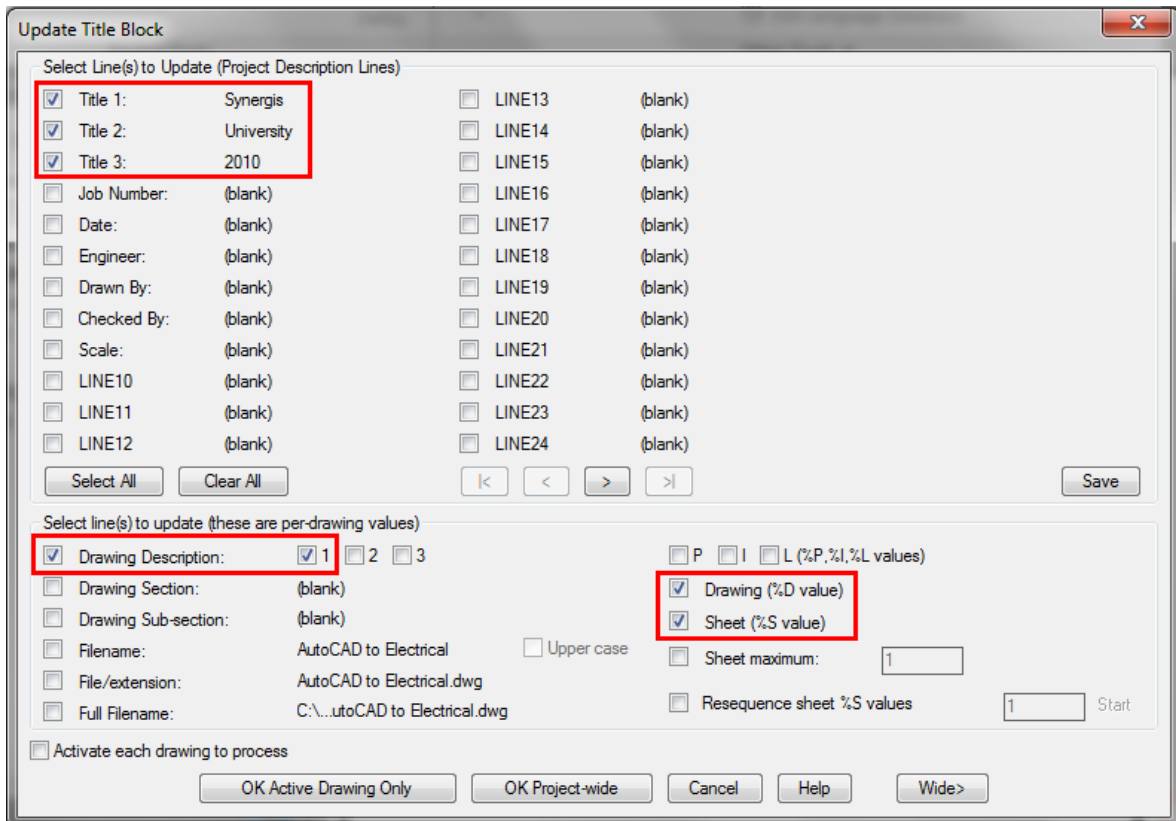 Update Title Block
Select Line(s) to Update (Project Description Lines)
Title 1: Synergis LINE13 (blank)
Title 2: University LINE14 (blank)
Title 3: 2010 LINE15 (blank)
Job Number: (blank) LINE16 (blank)
Date: (blank) LINE17 (blank)
Engineer: (blank) LINE18 (blank)
Drawn By: (blank) LINE19 (blank)
Checked By: (blank) LINE20 (blank)
Scale: (blank) LINE21 (blank)
LINE10 (blank) LINE22 (blank)
LINE11 (blank) LINE23 (blank)
LINE12 (blank) LINE24 (blank)
Select All Clear All |< < > >| Save
Select line(s) to update (these are per-drawing values)
Drawing Description: 1 2 3 P I L (%P,%I,%L values)
Drawing Section: (blank) Drawing (%D value)
Drawing Sub-section: (blank) Sheet (%S value)
Filename: AutoCAD to Electrical Upper case Sheet maximum: 1
File/extension: AutoCAD to Electrical.dwg
Full Filename: C:\...utoCAD to Electrical.dwg Resequence sheet %S values 1 Start
Activate each drawing to process
OK Active Drawing Only OK Project-wide Cancel Help Wide>